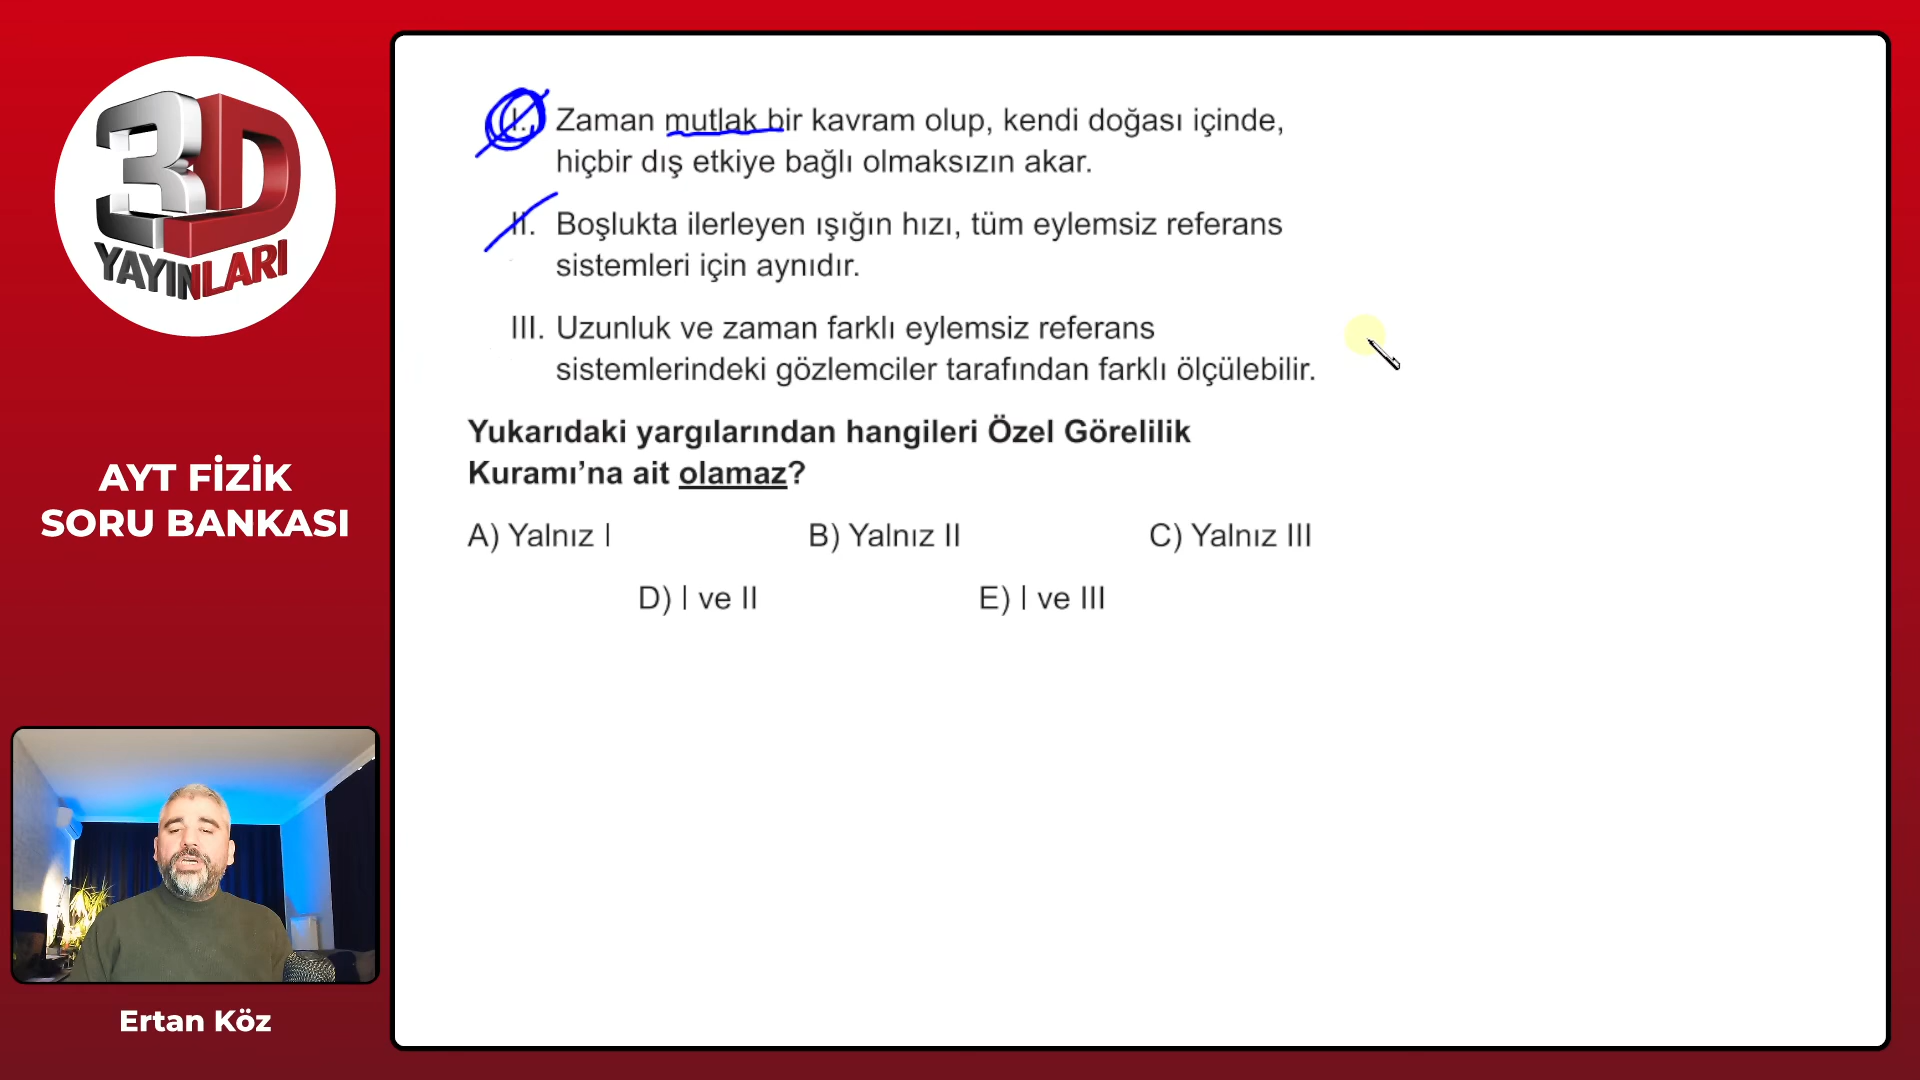 3D
YAYINLARI
AYT FİZİK
SORU BANKASI
Ertan Köz
I. Zaman mutlak bir kavram olup, kendi doğası içinde,
hiçbir dış etkiye bağlı olmaksızın akar.
II. Boşlukta ilerleyen ışığın hızı, tüm eylemsiz referans
sistemleri için aynıdır.
III. Uzunluk ve zaman farklı eylemsiz referans
sistemlerindeki gözlemciler tarafından farklı ölçülebilir.
Yukarıdaki yargılarından hangileri Özel Görelilik
Kuramı’na ait olamaz?
A) Yalnız I B) Yalnız II C) Yalnız III
D) I ve II E) I ve III